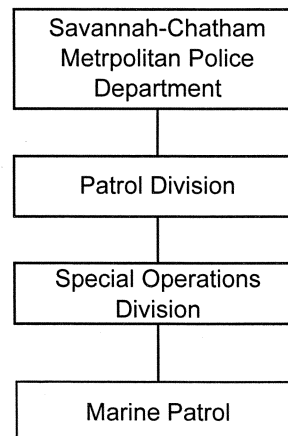 Savannah-Chatham
Metrpolitan Police
Department
Patrol Division
Special Operations
Division
Marine Patrol